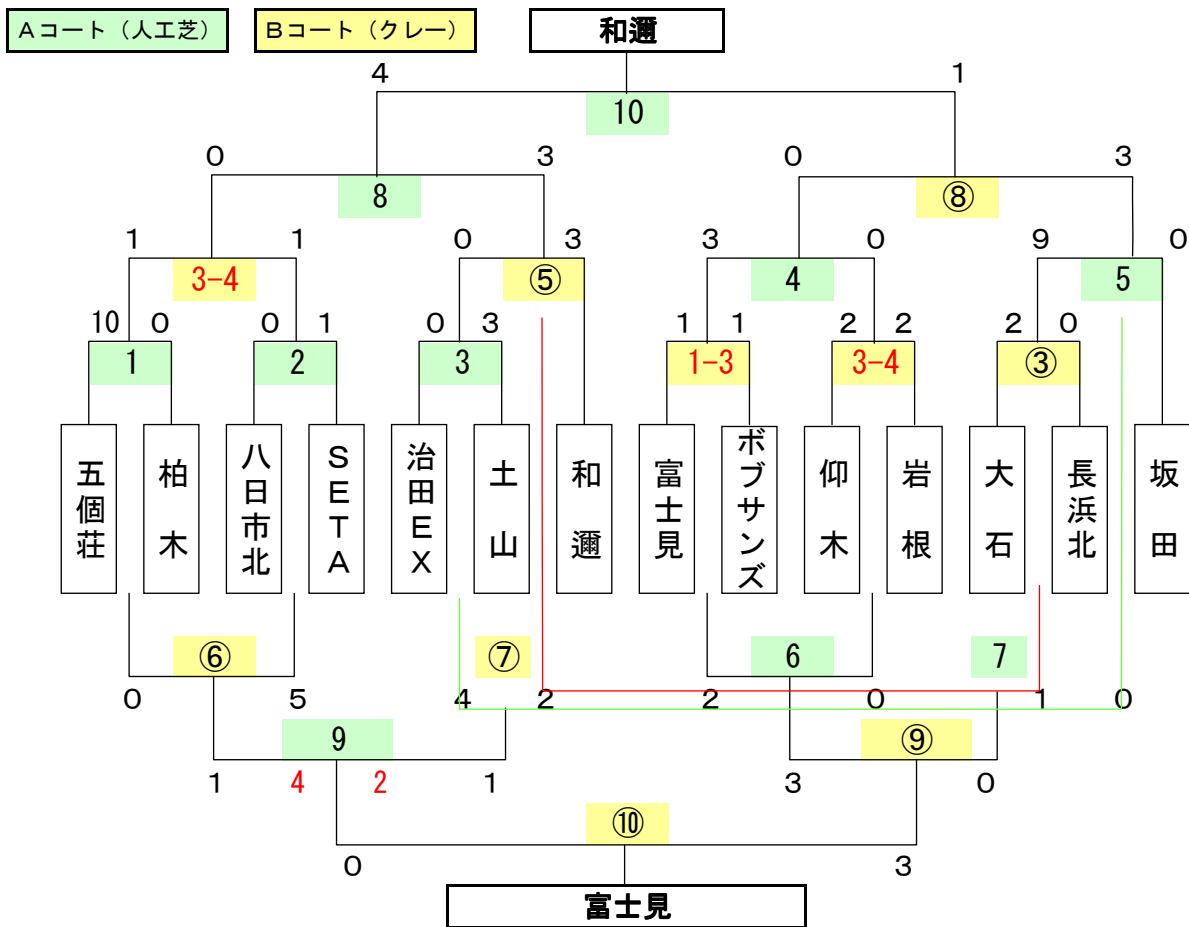 Aコート（人工芝） Bコート（クレー） 和邇
4 1
10
0 3 0 3
8 ⑧
1 1 0 3 3 0 9 0
3-4 ⑤ 4 5
10 0 0 1 0 3 1 1 2 2 2 0
1 2 3 1-3 3-4 ③
五個荘
柏木
八日市北
SETA
治田EX
土山
和邇
富士見
ボブサンズ
仰木
岩根
大石
長浜北
坂田
⑥ ⑦ 6 7
0 5 4 2 2 0 1 0
9 ⑨
1 4 2 1 3 0
⑩
0 3
富士見